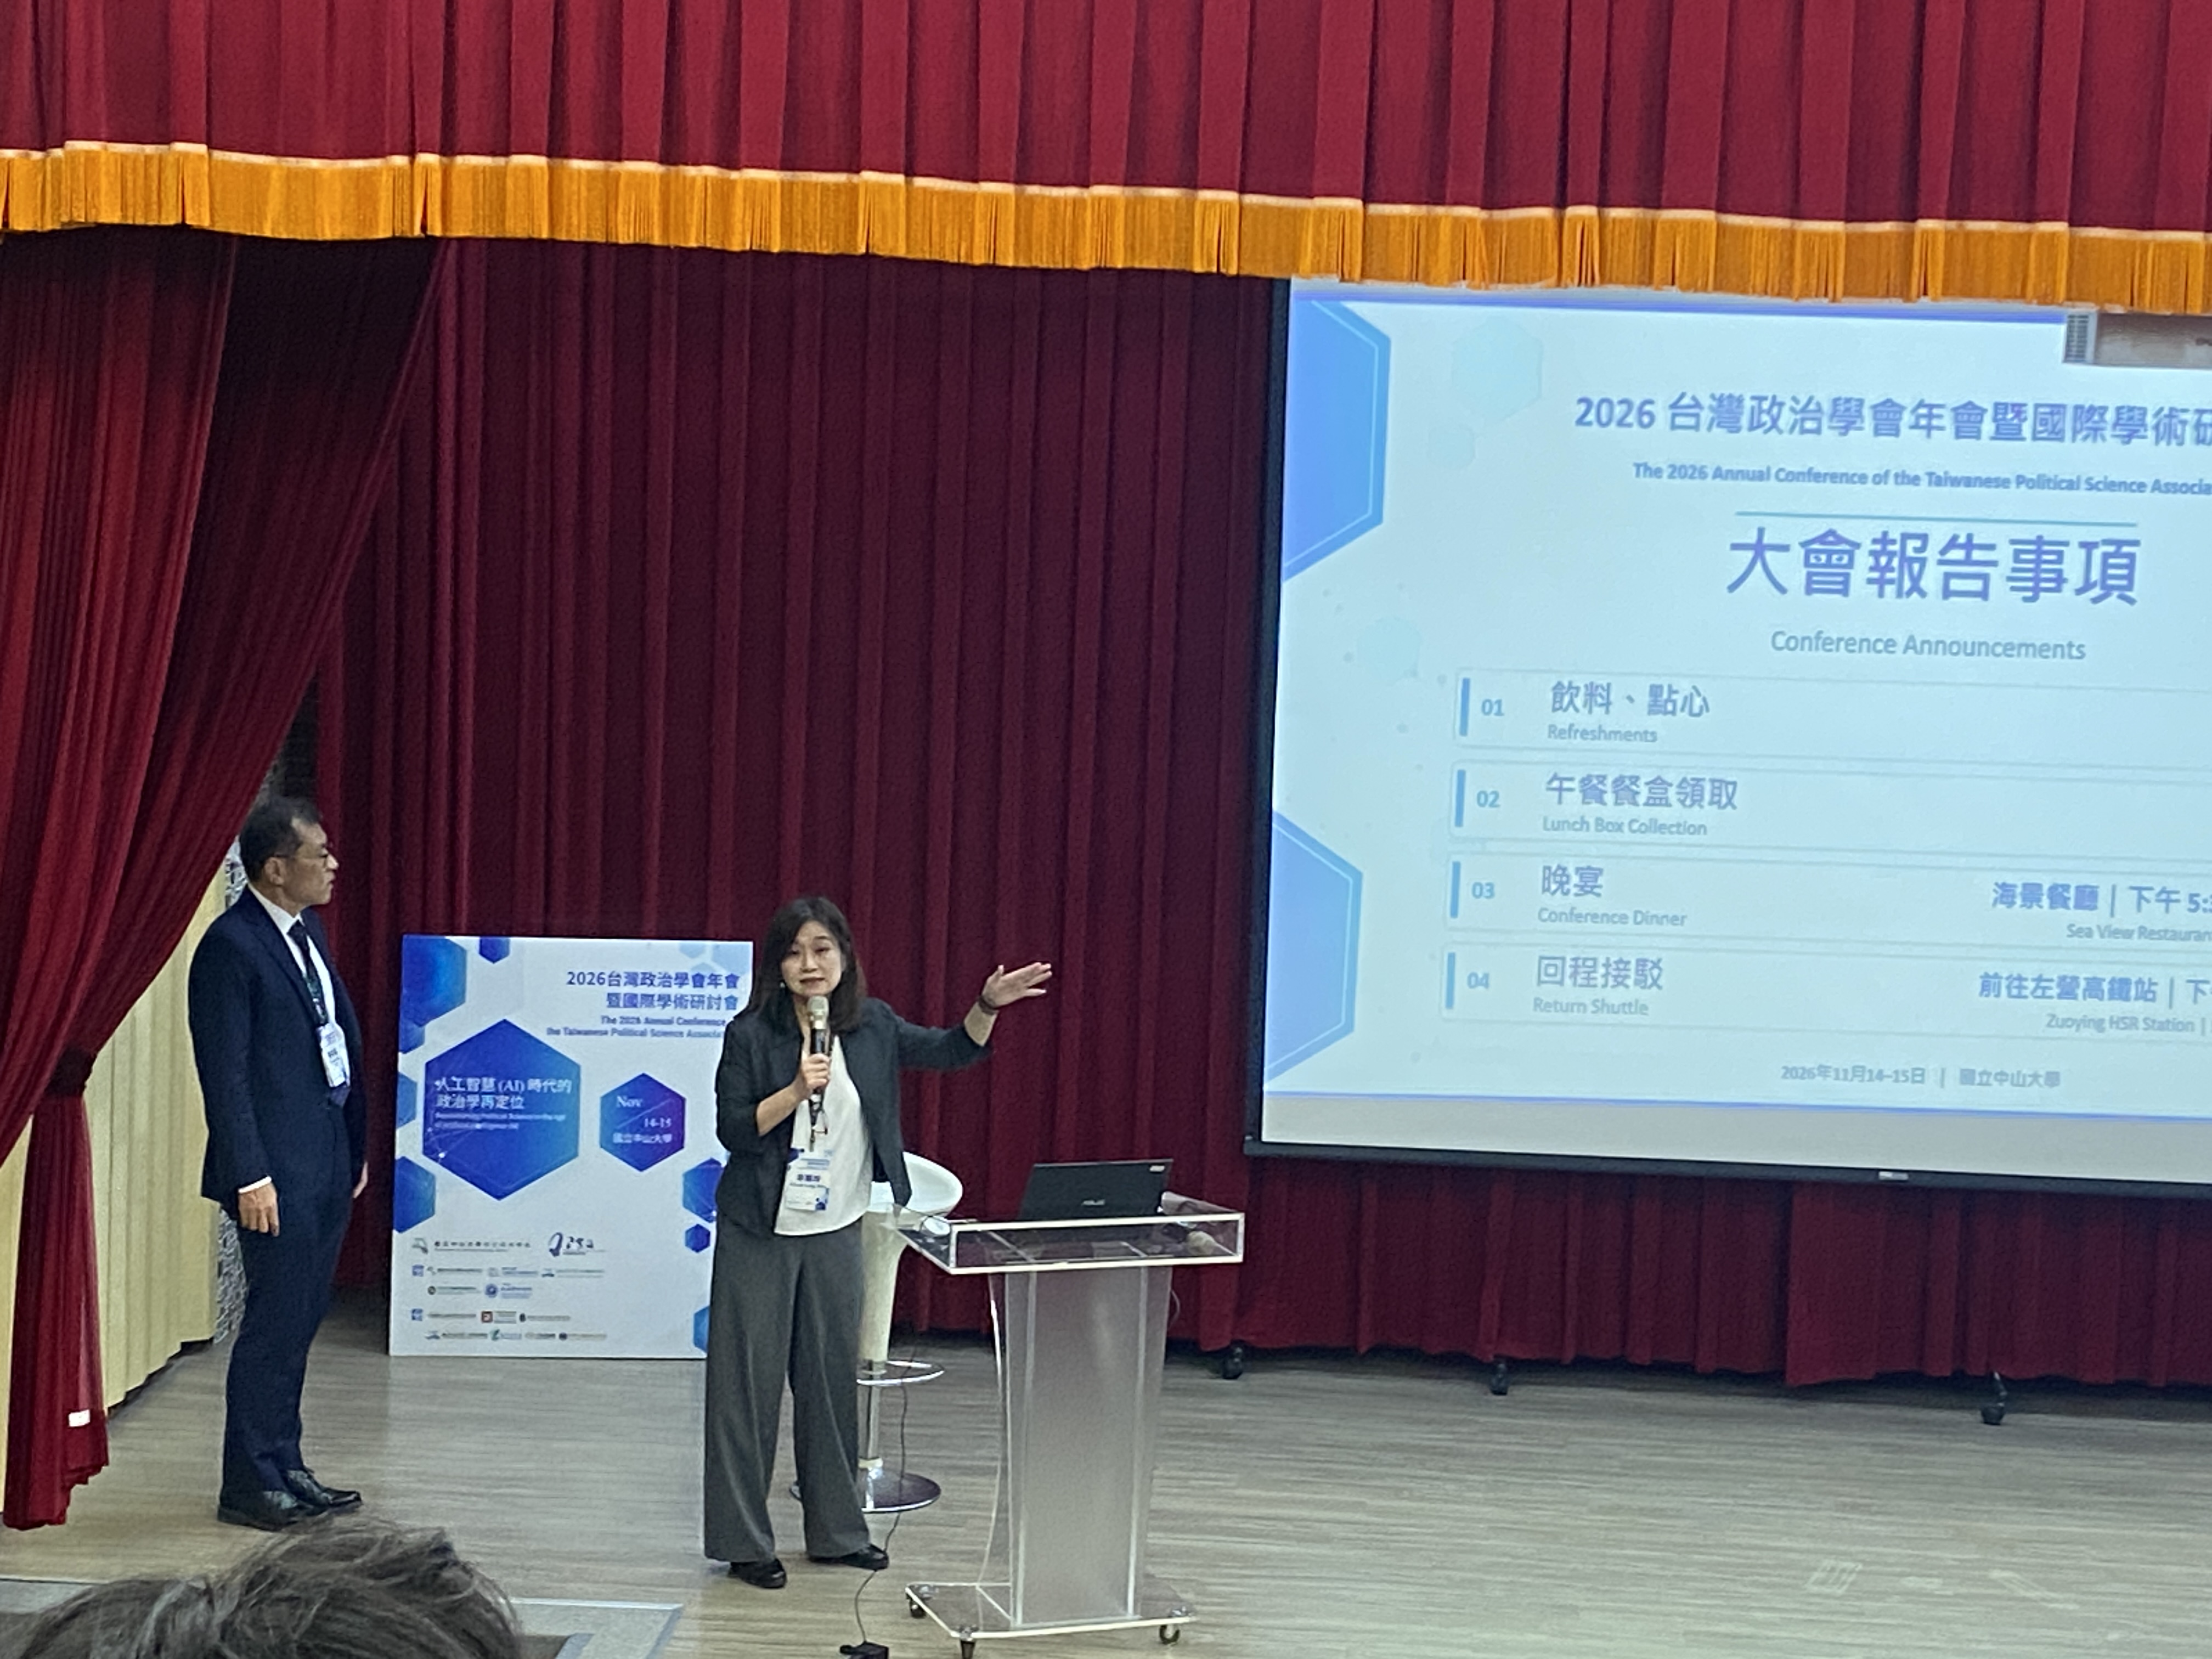 2026 台灣政治學會年會暨國際學術研
The 2026 Annual Conference of the Taiwanese Political Science Associa
大會報告事項
Conference Announcements
01 飲料、點心
Refreshments
02 午餐餐盒領取
Lunch Box Collection
03 晚宴
Conference Dinner
海景餐廳 | 下午 5:
Sea View Restauran
04 回程接駁
Return Shuttle
前往左營高鐵站 | 下
Zuoying HSR Station |
2026年11月14–15日 | 國立中山大學
2026台灣政治學會年會
暨國際學術研討會
The 2026 Annual Conference
the Taiwanese Political Science Associa
人工智慧 (AI) 時代的
政治學再定位
Nov
14-15
國立中山大學
ASUS